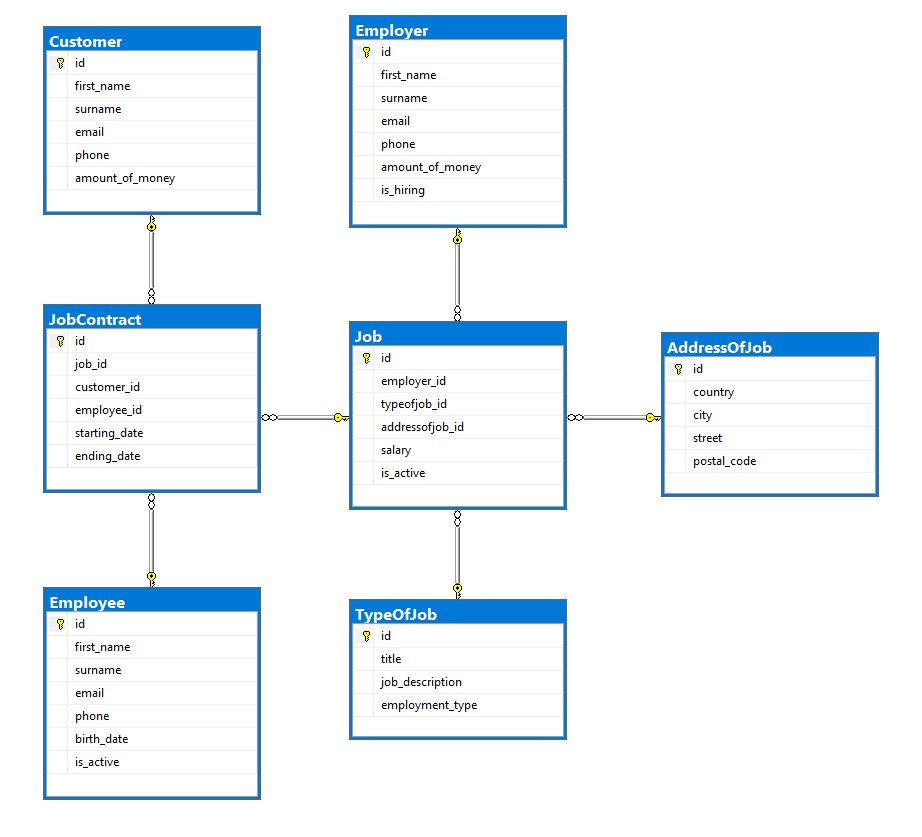 Customer
id
first_name
surname
email
phone
amount_of_money
Employer
id
first_name
surname
email
phone
amount_of_money
is_hiring
JobContract
id
job_id
customer_id
employee_id
starting_date
ending_date
Job
id
employer_id
typeofjob_id
addressofjob_id
salary
is_active
AddressOfJob
id
country
city
street
postal_code
Employee
id
first_name
surname
email
phone
birth_date
is_active
TypeOfJob
id
title
job_description
employment_type